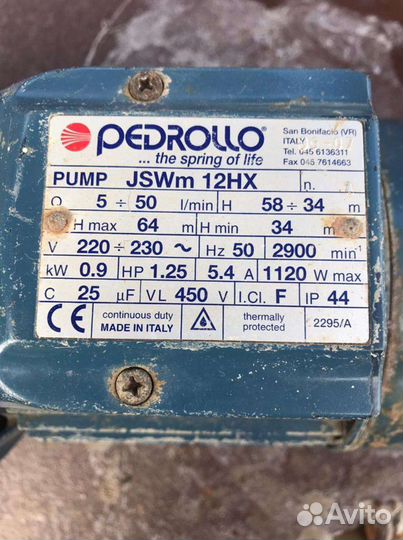 PEDROLLO
... the spring of life
San Bonifacio (VR)
ITALY
Tel. 045 6136311
Fax 045 7614663
PUMP JSWm 12HX n.
Q 5 ÷ 50 l/min H 58 ÷ 34 m
H max 64 m H min 34 m
V 220 ÷ 230 ~ Hz 50 2900 min⁻¹
kW 0.9 HP 1.25 5.4 A 1120 W max
C 25 µF VL 450 V I.Cl. F IP 44
continuous duty
MADE IN ITALY
thermally
protected
2295/A
Avito